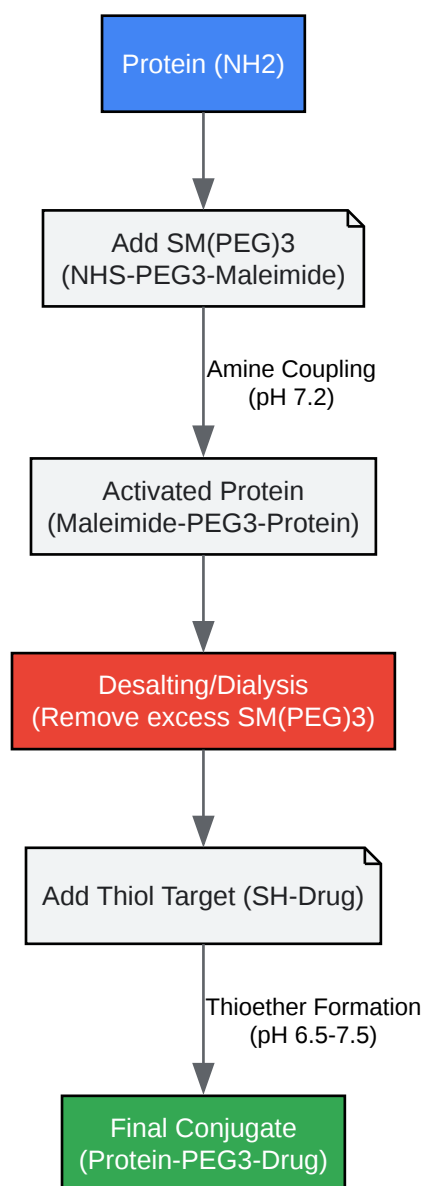 Protein (NH2)
Add SM(PEG)3
(NHS-PEG3-Maleimide)
Amine Coupling
(pH 7.2)
Activated Protein
(Maleimide-PEG3-Protein)
Desalting/Dialysis
(Remove excess SM(PEG)3)
Add Thiol Target (SH-Drug)
Thioether Formation
(pH 6.5-7.5)
Final Conjugate
(Protein-PEG3-Drug)